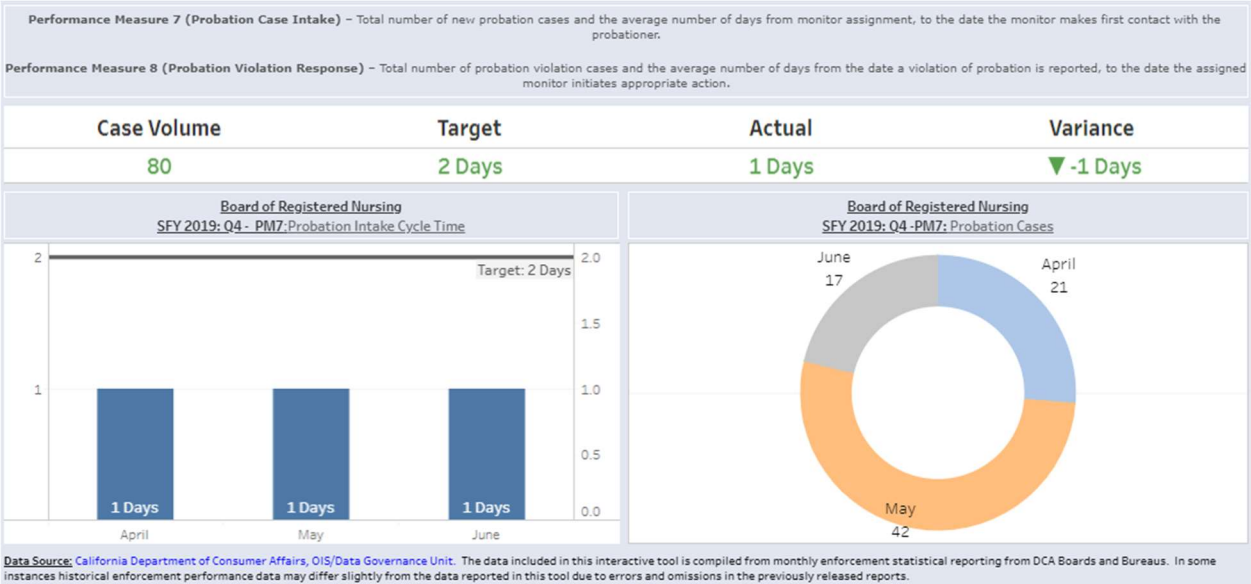 Performance Measure 7 (Probation Case Intake) – Total number of new probation cases and the average number of days from monitor assignment, to the date the monitor makes first contact with the
probationer.
Performance Measure 8 (Probation Violation Response) – Total number of probation violation cases and the average number of days from the date a violation of probation is reported, to the date the assigned
monitor initiates appropriate action.
Case Volume Target Actual Variance
80 2 Days 1 Days ▼ -1 Days
Board of Registered Nursing
SFY 2019: Q4 - PM7:Probation Intake Cycle Time
2 2.0
Target: 2 Days
1.5
1 1.0
0.5
1 Days 1 Days 1 Days
0.0
April May June
Board of Registered Nursing
SFY 2019: Q4 -PM7: Probation Cases
June
17
April
21
May
42
Data Source: California Department of Consumer Affairs, OIS/Data Governance Unit. The data included in this interactive tool is compiled from monthly enforcement statistical reporting from DCA Boards and Bureaus. In some
instances historical enforcement performance data may differ slightly from the data reported in this tool due to errors and omissions in the previously released reports.